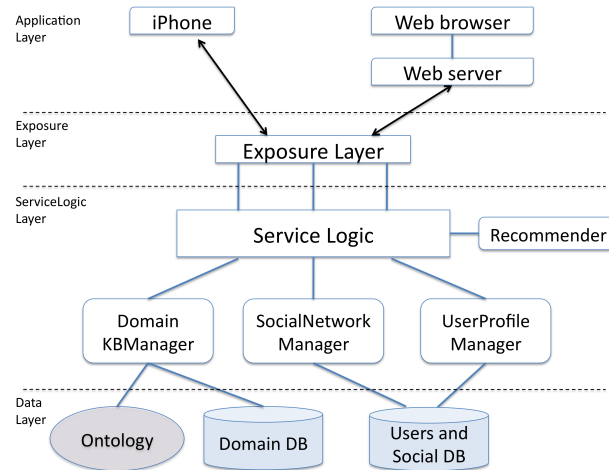 Application
Layer
iPhone
Web browser
Web server
Exposure
Layer
Exposure Layer
ServiceLogic
Layer
Service Logic
Recommender
Domain
KBManager
SocialNetwork
Manager
UserProfile
Manager
Data
Layer
Ontology
Domain DB
Users and
Social DB